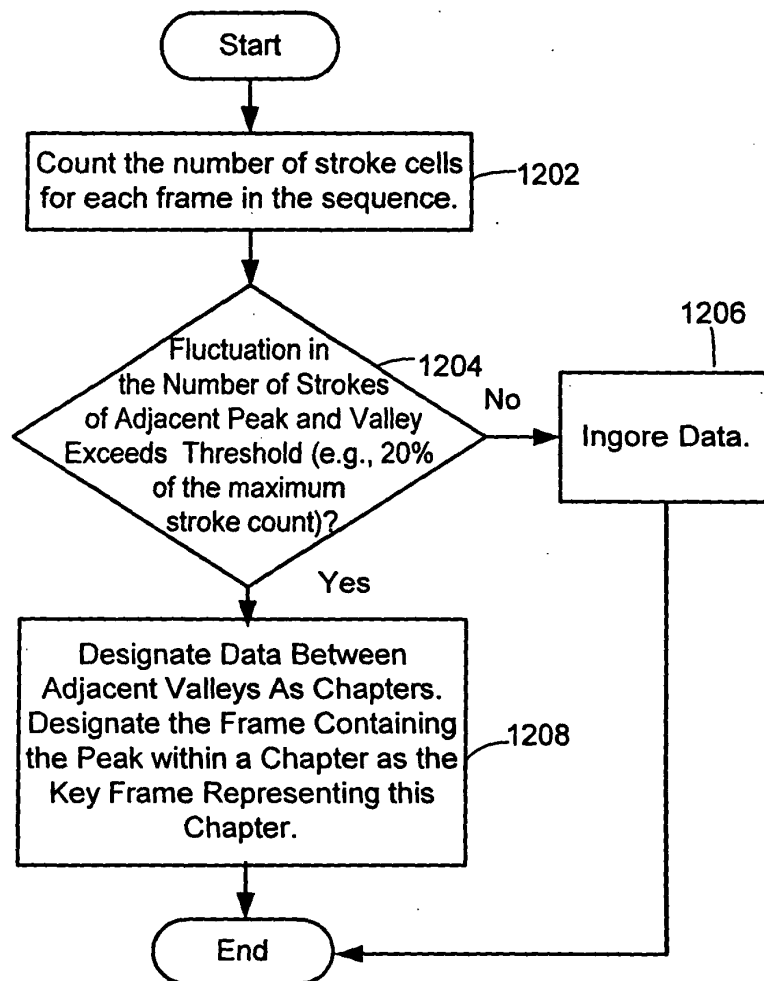 Start
Count the number of stroke cells
for each frame in the sequence.
1202
Fluctuation in
the Number of Strokes
of Adjacent Peak and Valley
Exceeds Threshold (e.g., 20%
of the maximum
stroke count)?
1204
No
1206
Ingore Data.
Yes
Designate Data Between
Adjacent Valleys As Chapters.
Designate the Frame Containing
the Peak within a Chapter as the
Key Frame Representing this
Chapter.
1208
End